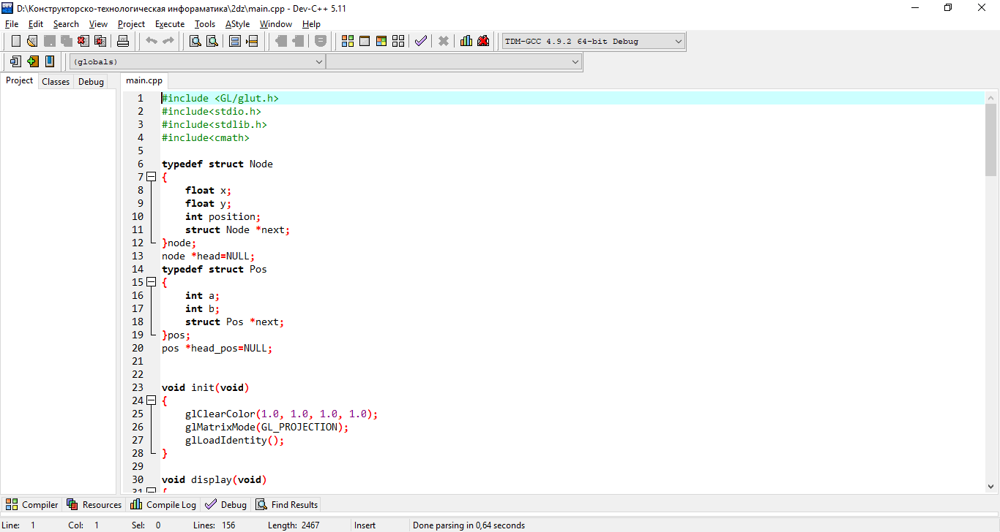 D:\Конструкторско-технологическая информаматика\2dz\main.cpp - Dev-C++ 5.11
File Edit Search View Project Execute Tools AStyle Window Help
TDM-GCC 4.9.2 64-bit Debug
(globals)
Project Classes Debug main.cpp
1 #include <GL/glut.h>
2 #include<stdio.h>
3 #include<stdlib.h>
4 #include<cmath>
5
6 typedef struct Node
7 {
8 float x;
9 float y;
10 int position;
11 struct Node *next;
12 }node;
13 node *head=NULL;
14 typedef struct Pos
15 {
16 int a;
17 int b;
18 struct Pos *next;
19 }pos;
20 pos *head_pos=NULL;
21
22
23 void init(void)
24 {
25 glClearColor(1.0, 1.0, 1.0, 1.0);
26 glMatrixMode(GL_PROJECTION);
27 glLoadIdentity();
28 }
29
30 void display(void)
31 {
Compiler Resources Compile Log Debug Find Results
Line: 1 Col: 1 Sel: 0 Lines: 156 Length: 2467 Insert Done parsing in 0,64 seconds